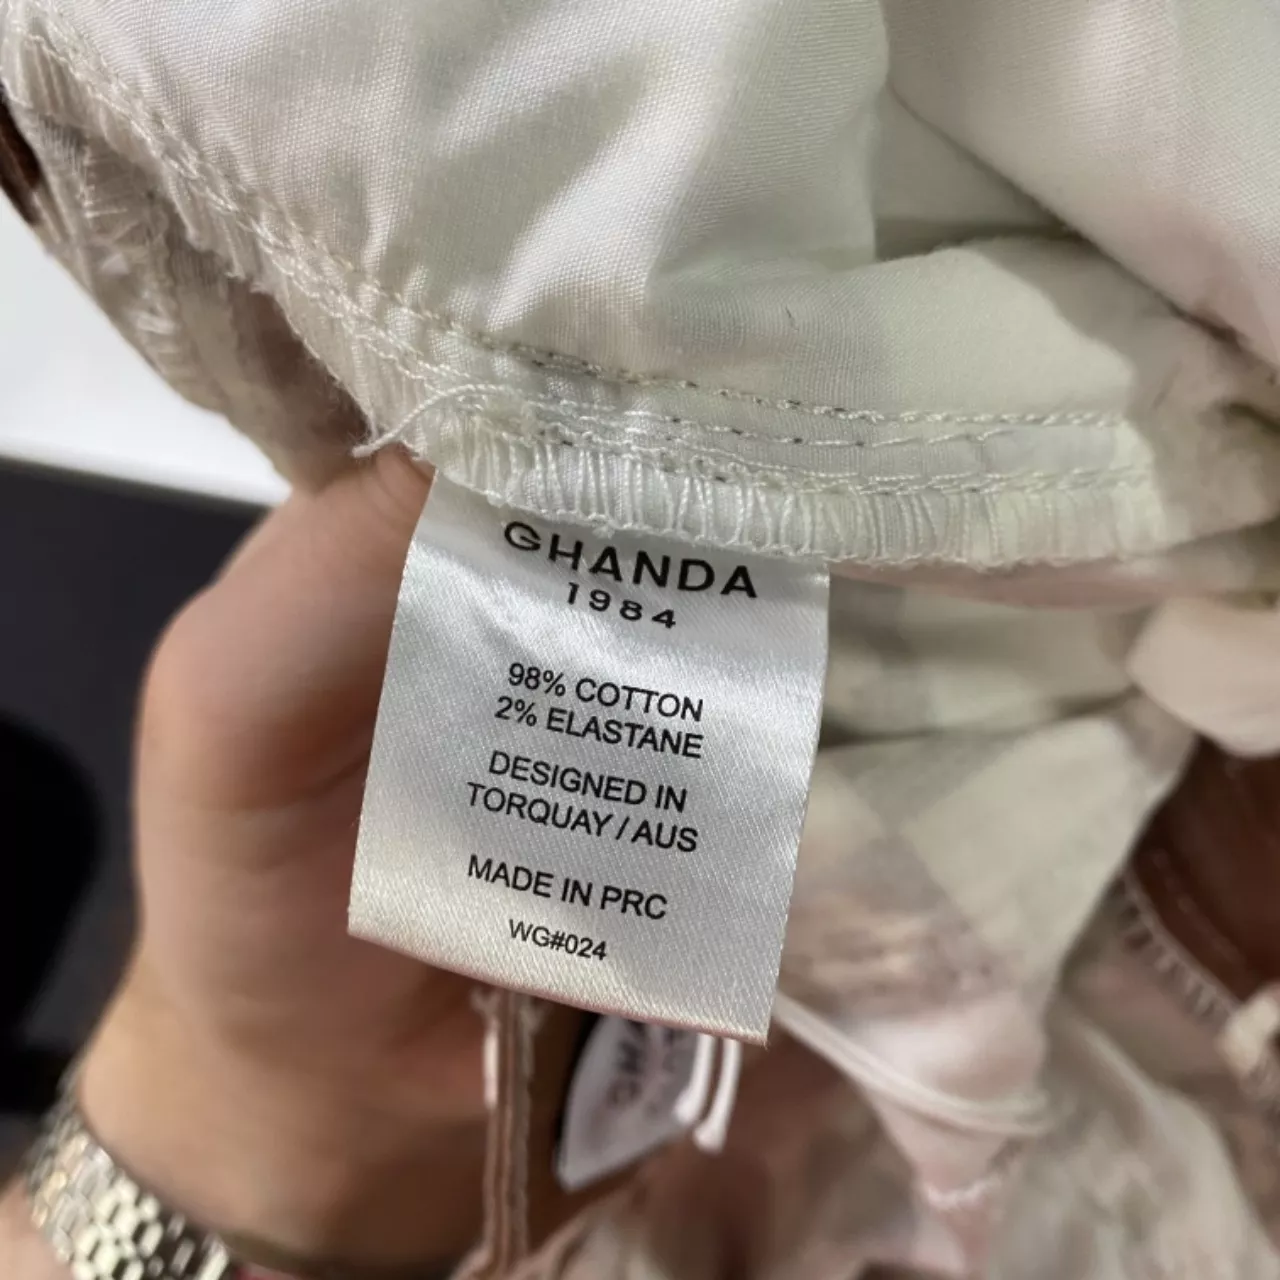 GHANDA
1984
98% COTTON
2% ELASTANE
DESIGNED IN
TORQUAY / AUS
MADE IN PRC
WG#024